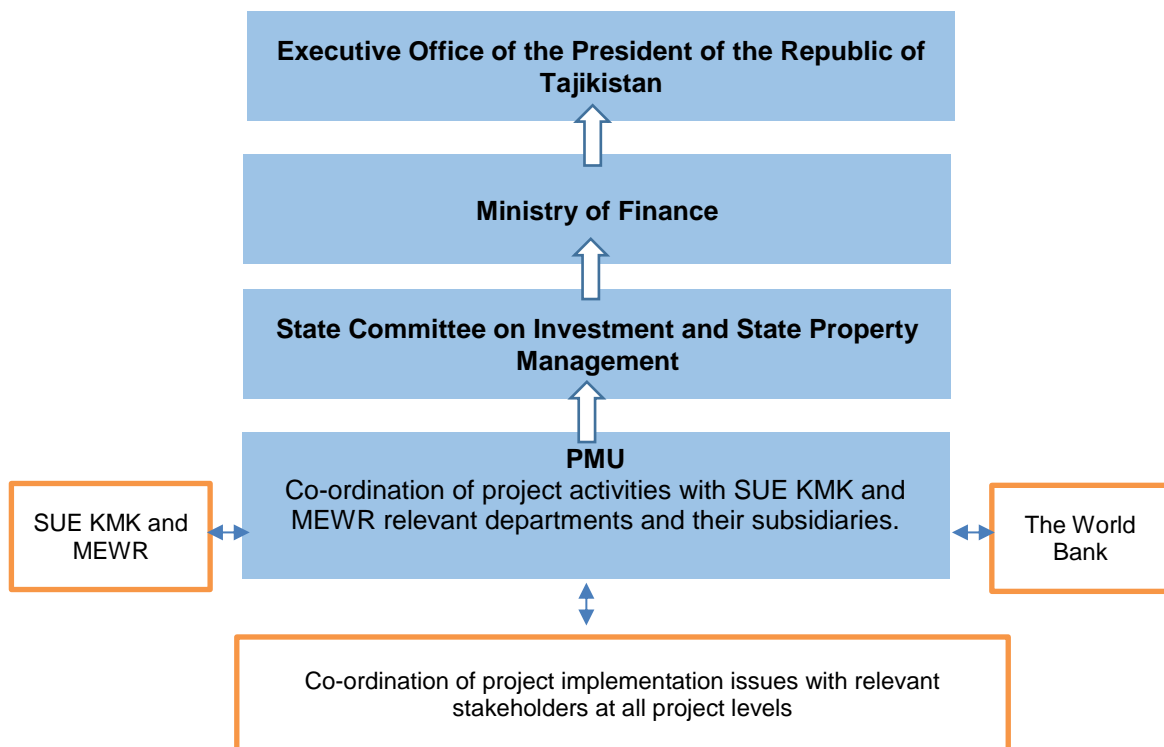 Executive Office of the President of the Republic of
Tajikistan
Ministry of Finance
State Committee on Investment and State Property
Management
PMU
Co-ordination of project activities with SUE KMK and
MEWR relevant departments and their subsidiaries.
SUE KMK and
MEWR
The World
Bank
Co-ordination of project implementation issues with relevant
stakeholders at all project levels